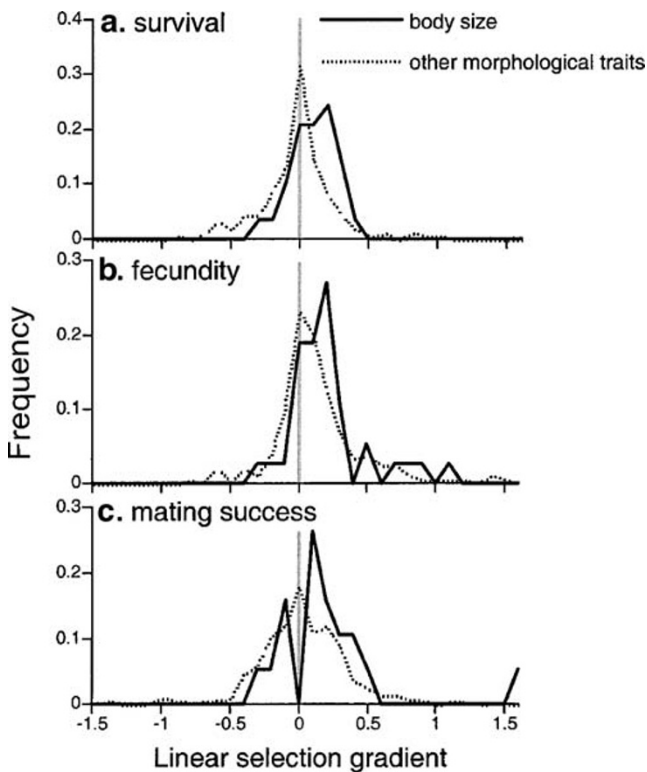 a. survival
body size
other morphological traits
0.4
0.3
0.2
0.1
0
b. fecundity
0.3
0.2
0.1
0
c. mating success
0.3
0.2
0.1
0
-1.5 -1 -0.5 0 0.5 1 1.5
Frequency
Linear selection gradient